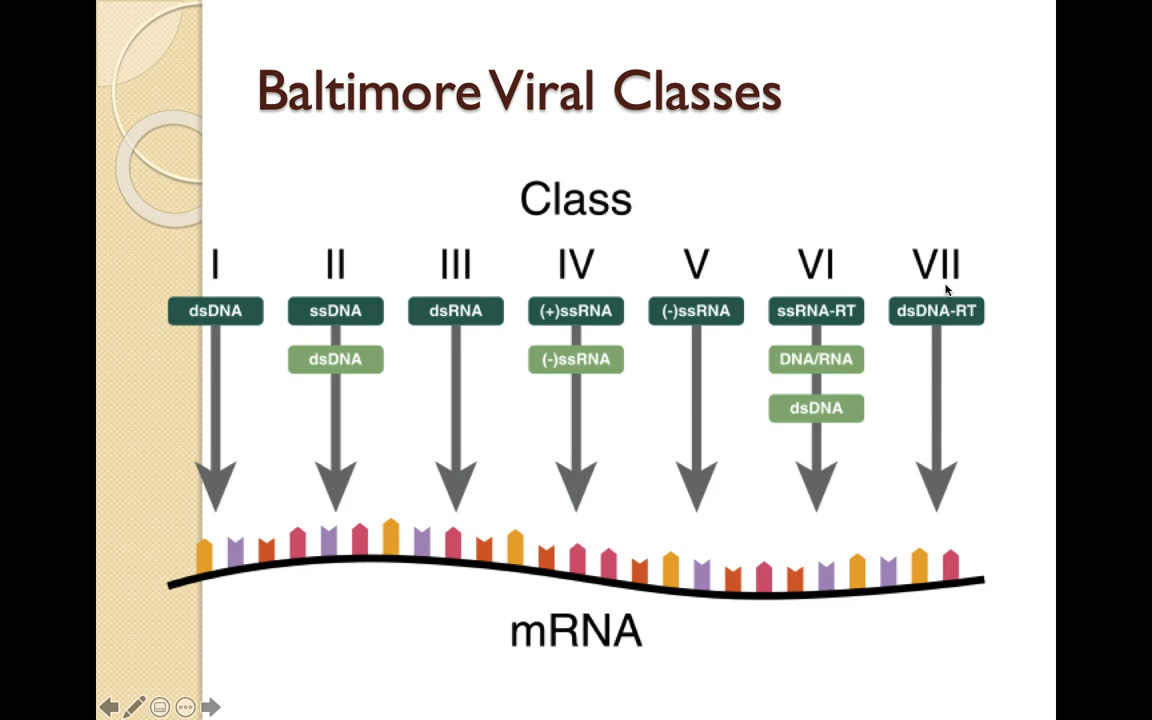 Baltimore Viral Classes
Class
I II III IV V VI VII
dsDNA ssDNA dsRNA (+)ssRNA (-)ssRNA ssRNA-RT dsDNA-RT
dsDNA (-)ssRNA DNA/RNA
dsDNA
mRNA